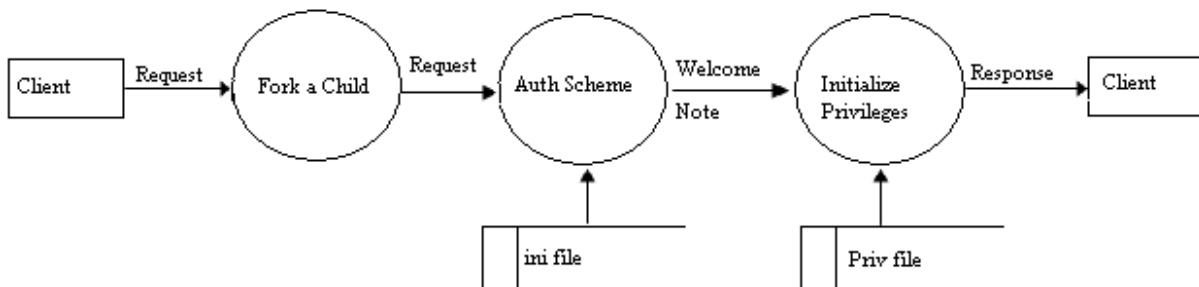 Client
Request
Fork a Child
Request
Auth Scheme
Welcome
Note
Initialize
Privileges
Response
Client
ini file
Priv file